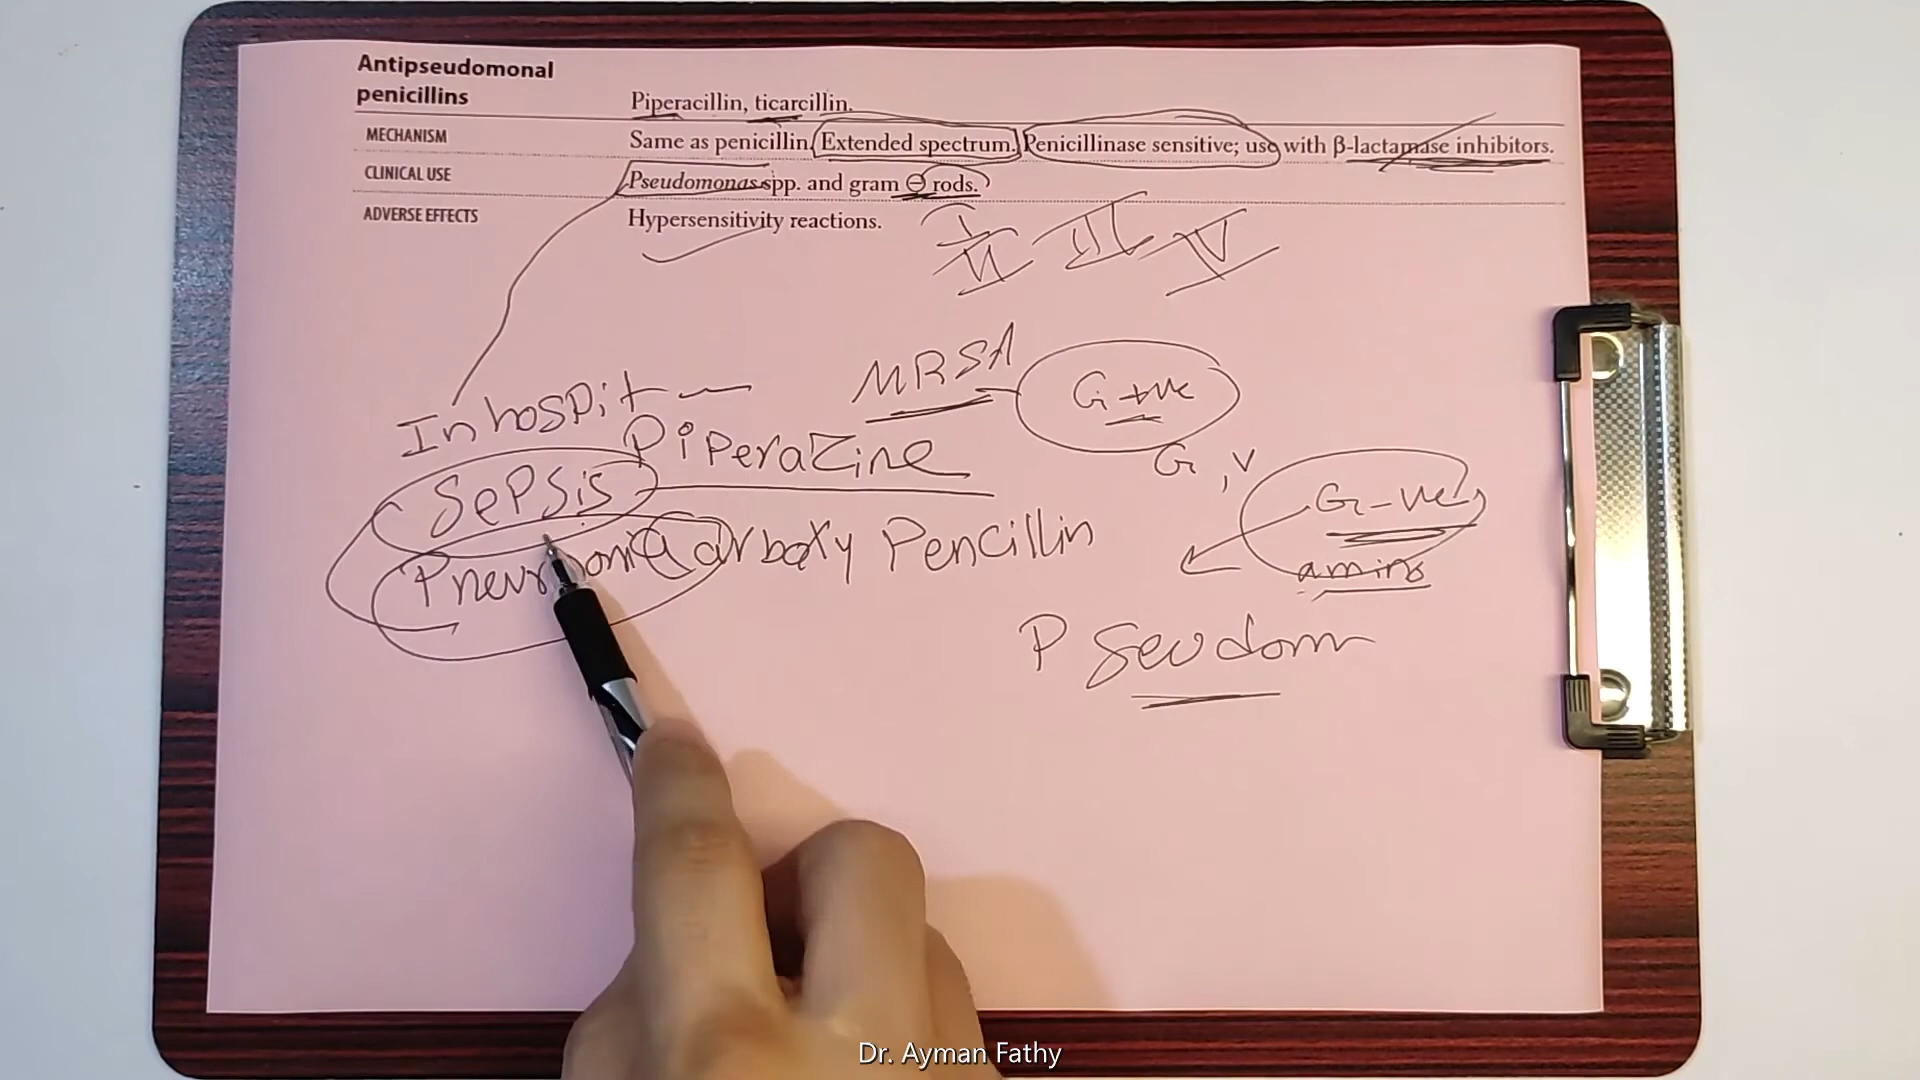 Antipseudomonal
penicillins
Piperacillin, ticarcillin.
MECHANISM
Same as penicillin. Extended spectrum. Penicillinase sensitive; use with β-lactamase inhibitors.
CLINICAL USE
Pseudomonas spp. and gram ⊖ rods.
ADVERSE EFFECTS
Hypersensitivity reactions.
MRSA
G +ve
In hospit
Piperazine
G, V
Sepsis
G -ve
Pneumonia
Carboxy Pencillin
amino
Pseudom
Dr. Ayman Fathy